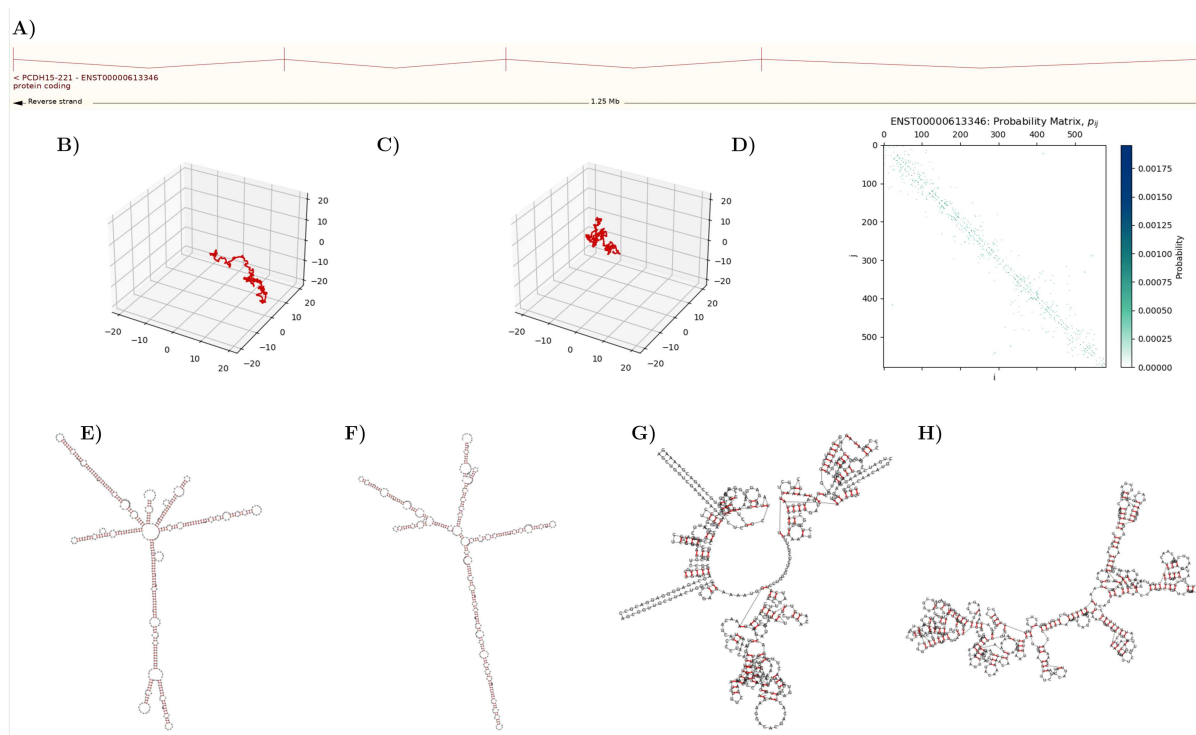 A)
< PCDH15-221 - ENST00000613346
protein coding
Reverse strand 1.25 Mb
B) C) D)
ENST00000613346: Probability Matrix, pij
0 100 200 300 400 500
0
100
200
300
400
500
j
i
0.00175
0.00150
0.00125
0.00100
0.00075
0.00050
0.00025
0.00000
Probability
20
10
0
−10
−20
−20 −10 0 10 20
−20 −10 0 10 20
20
10
0
−10
−20
−20 −10 0 10 20
−20 −10 0 10 20
E) F) G) H)